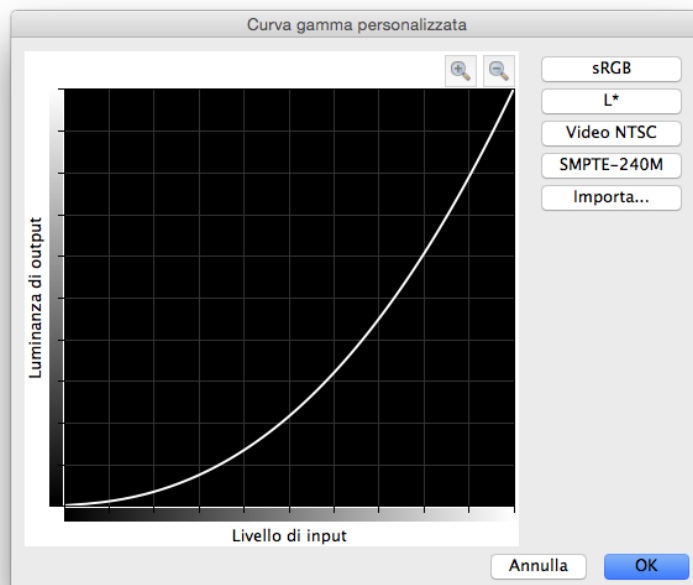 Curva gamma personalizzata
sRGB
L*
Video NTSC
SMPTE-240M
Importa...
Luminanza di output
Livello di input
Annulla
OK